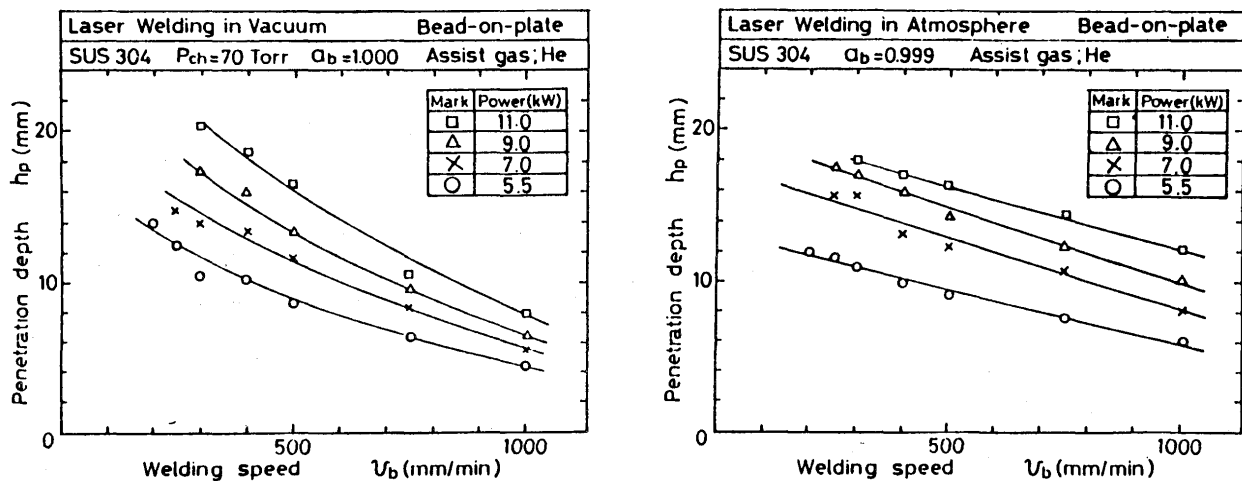 Laser Welding in Vacuum Bead-on-plate
SUS 304 Pch=70 Torr ab=1.000 Assist gas; He
Mark Power(kW)
11.0
9.0
7.0
5.5
20
10
0
500
1000
Penetration depth hp (mm)
Welding speed Vb (mm/min)
Laser Welding in Atmosphere Bead-on-plate
SUS 304 ab=0.999 Assist gas; He
Mark Power(kW)
11.0
9.0
7.0
5.5
20
10
0
500
1000
Penetration depth hp (mm)
Welding speed Vb (mm/min)